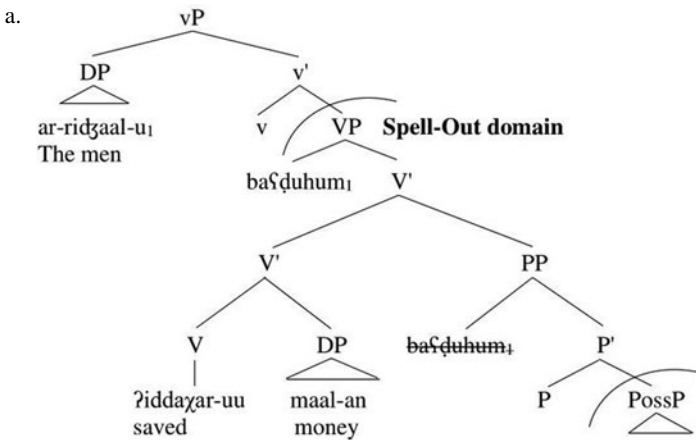 a.
vP
DP v'
ar-riʤaal-u₁ v VP Spell-Out domain
The men
baʕḍuhum₁ V'
V' PP
V DP ~~baʕḍuhum₁~~ P'
ʔiddaχar-uu maal-an P PossP
saved money